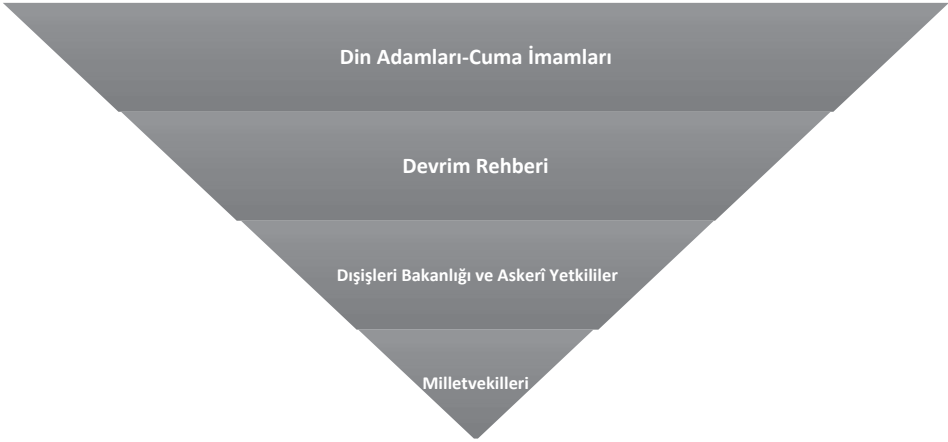 Din Adamları-Cuma İmamları
Devrim Rehberi
Dışişleri Bakanlığı ve Askerî Yetkililer
Milletvekilleri